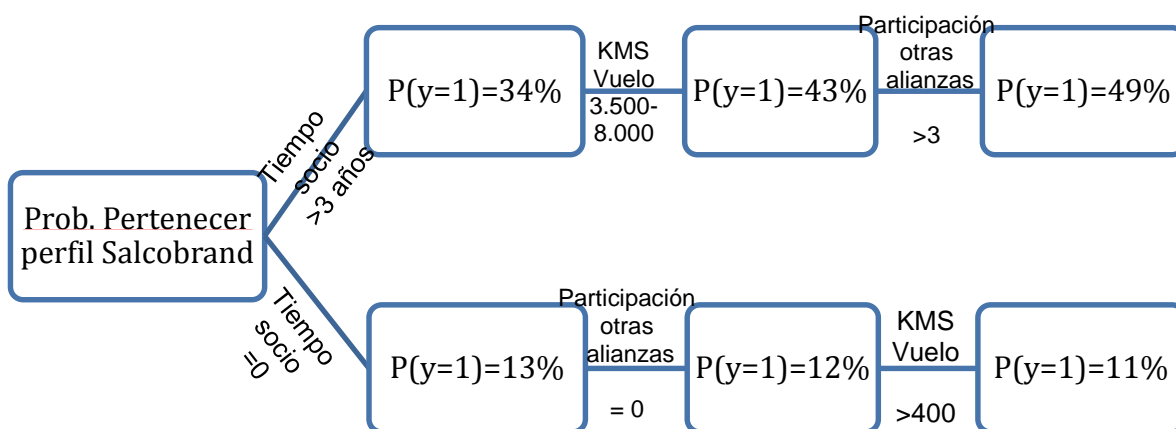 Prob. Pertenecer
perfil Salcobrand
Tiempo
socio
>3 años
P(y=1)=34%
KMS
Vuelo
3.500-
8.000
P(y=1)=43%
Participación
otras
alianzas
>3
P(y=1)=49%
Tiempo
socio
=0
P(y=1)=13%
Participación
otras
alianzas
= 0
P(y=1)=12%
KMS
Vuelo
>400
P(y=1)=11%